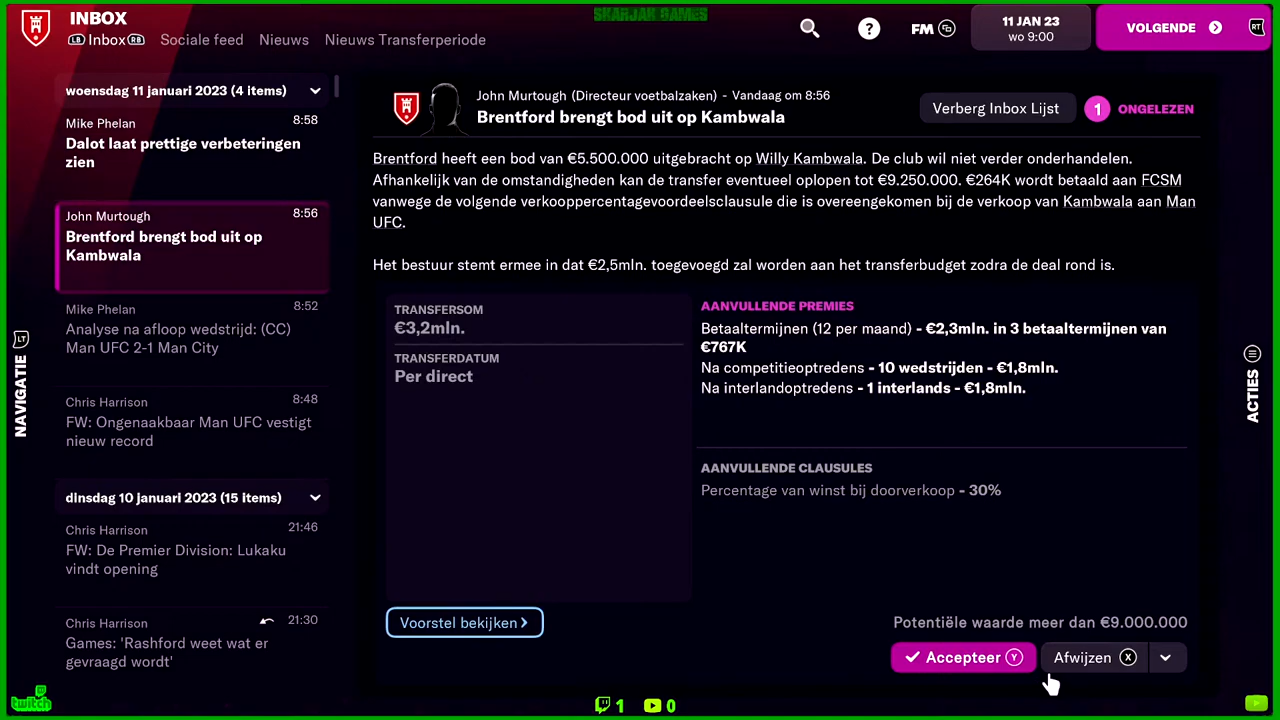 SKARJAH GAMES
INBOX
LB Inbox RB
Sociale feed
Nieuws
Nieuws Transferperiode
?
FM
11 JAN 23
wo 9:00
VOLGENDE
RT
woensdag 11 januari 2023 (4 items)
Mike Phelan
8:58
Dalot laat prettige verbeteringen
zien
John Murtough
8:56
Brentford brengt bod uit op
Kambwala
Mike Phelan
8:52
Analyse na afloop wedstrijd: (CC)
Man UFC 2-1 Man City
Chris Harrison
8:48
FW: Ongenaakbaar Man UFC vestigt
nieuw record
dinsdag 10 januari 2023 (15 items)
Chris Harrison
21:46
FW: De Premier Division: Lukaku
vindt opening
Chris Harrison
21:30
Games: 'Rashford weet wat er
gevraagd wordt'
LT
NAVIGATIE
John Murtough (Directeur voetbalzaken) - Vandaag om 8:56
Brentford brengt bod uit op Kambwala
Verberg Inbox Lijst
1
ONGELEZEN
Brentford heeft een bod van €5.500.000 uitgebracht op Willy Kambwala. De club wil niet verder onderhandelen.
Afhankelijk van de omstandigheden kan de transfer eventueel oplopen tot €9.250.000. €264K wordt betaald aan FCSM
vanwege de volgende verkooppercentagevoordeelsclausule die is overeengekomen bij de verkoop van Kambwala aan Man
UFC.
Het bestuur stemt ermee in dat €2,5mln. toegevoegd zal worden aan het transferbudget zodra de deal rond is.
TRANSFERSOM
€3,2mln.
TRANSFERDATUM
Per direct
AANVULLENDE PREMIES
Betaaltermijnen (12 per maand) - €2,3mln. in 3 betaaltermijnen van
€767K
Na competitieoptredens - 10 wedstrijden - €1,8mln.
Na interlandoptredens - 1 interlands - €1,8mln.
AANVULLENDE CLAUSULES
Percentage van winst bij doorverkoop - 30%
Voorstel bekijken
Potentiële waarde meer dan €9.000.000
Accepteer Y
Afwijzen X
ACTIES
twitch
1
0